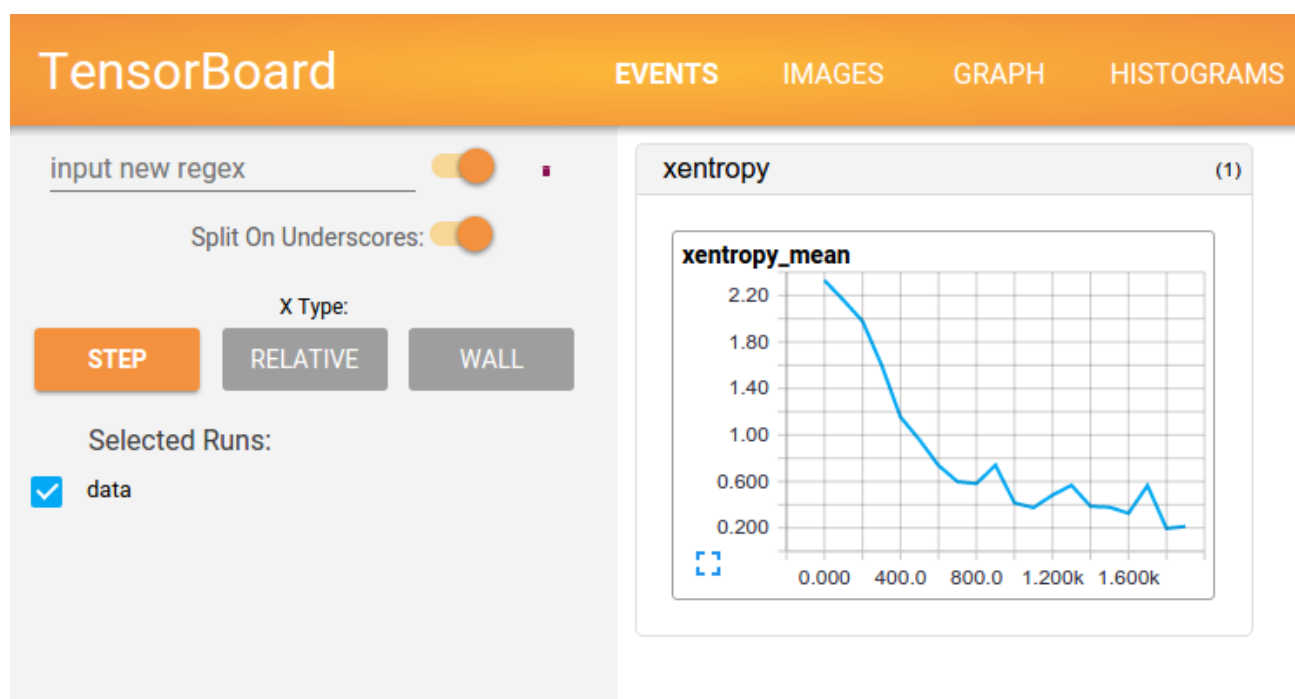 TensorBoard
EVENTS IMAGES GRAPH HISTOGRAMS
input new regex
Split On Underscores:
X Type:
STEP RELATIVE WALL
Selected Runs:
data
xentropy (1)
xentropy_mean
2.20
1.80
1.40
1.00
0.600
0.200
0.000 400.0 800.0 1.200k 1.600k